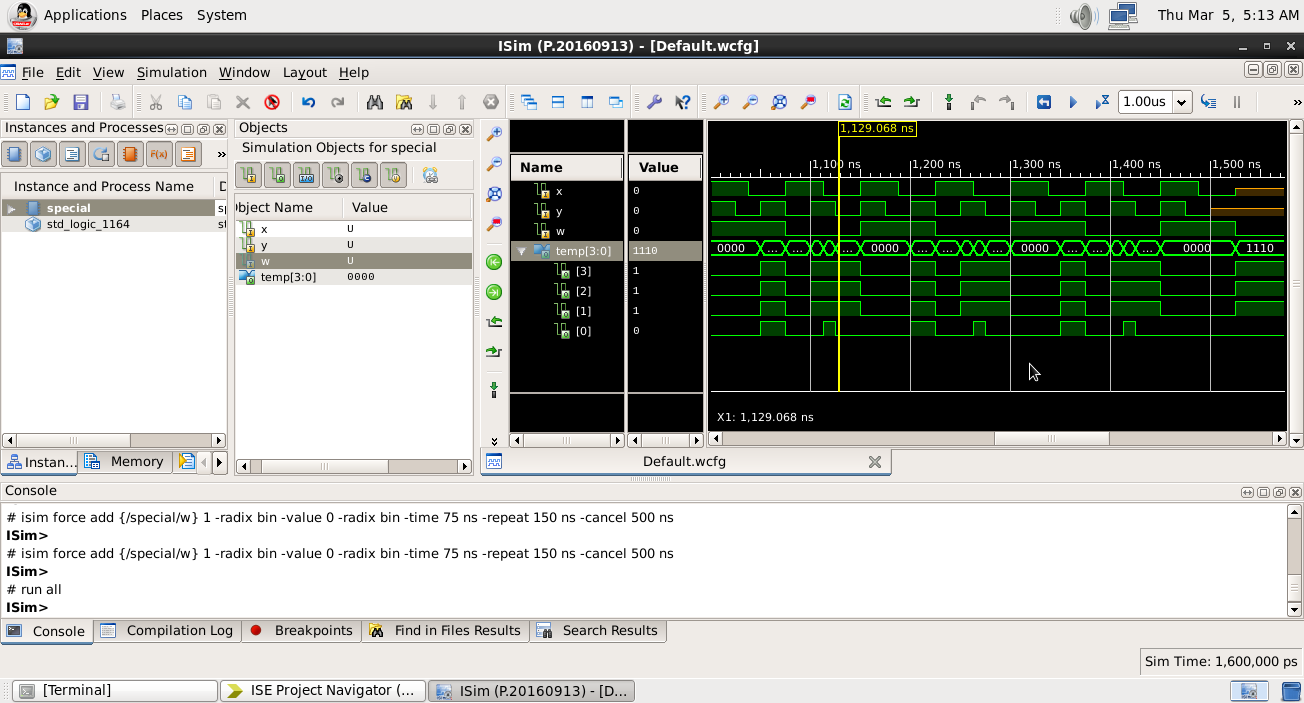 Applications Places System Thu Mar 5, 5:13 AM
ISim (P.20160913) - [Default.wcfg]
File Edit View Simulation Window Layout Help
1.00us
»
Instances and Processes
Objects
Simulation Objects for special
F(x)
»
Instance and Process Name
special
std_logic_1164
Object Name Value
x U
y U
w U
temp[3:0] 0000
Name Value
x 0
y 0
w 0
temp[3:0] 1110
[3] 1
[2] 1
[1] 1
[0] 0
1,129.068 ns
1,100 ns 1,200 ns 1,300 ns 1,400 ns 1,500 ns
0000 ... ... ... 0000 ... ... ... 0000 ... ... ... 0000 1110
X1: 1,129.068 ns
Instan... Memory
Default.wcfg
Console
# isim force add {/special/w} 1 -radix bin -value 0 -radix bin -time 75 ns -repeat 150 ns -cancel 500 ns
ISim>
# isim force add {/special/w} 1 -radix bin -value 0 -radix bin -time 75 ns -repeat 150 ns -cancel 500 ns
ISim>
# run all
ISim>
Console Compilation Log Breakpoints Find in Files Results Search Results
Sim Time: 1,600,000 ps
[Terminal] ISE Project Navigator (... ISim (P.20160913) - [D...